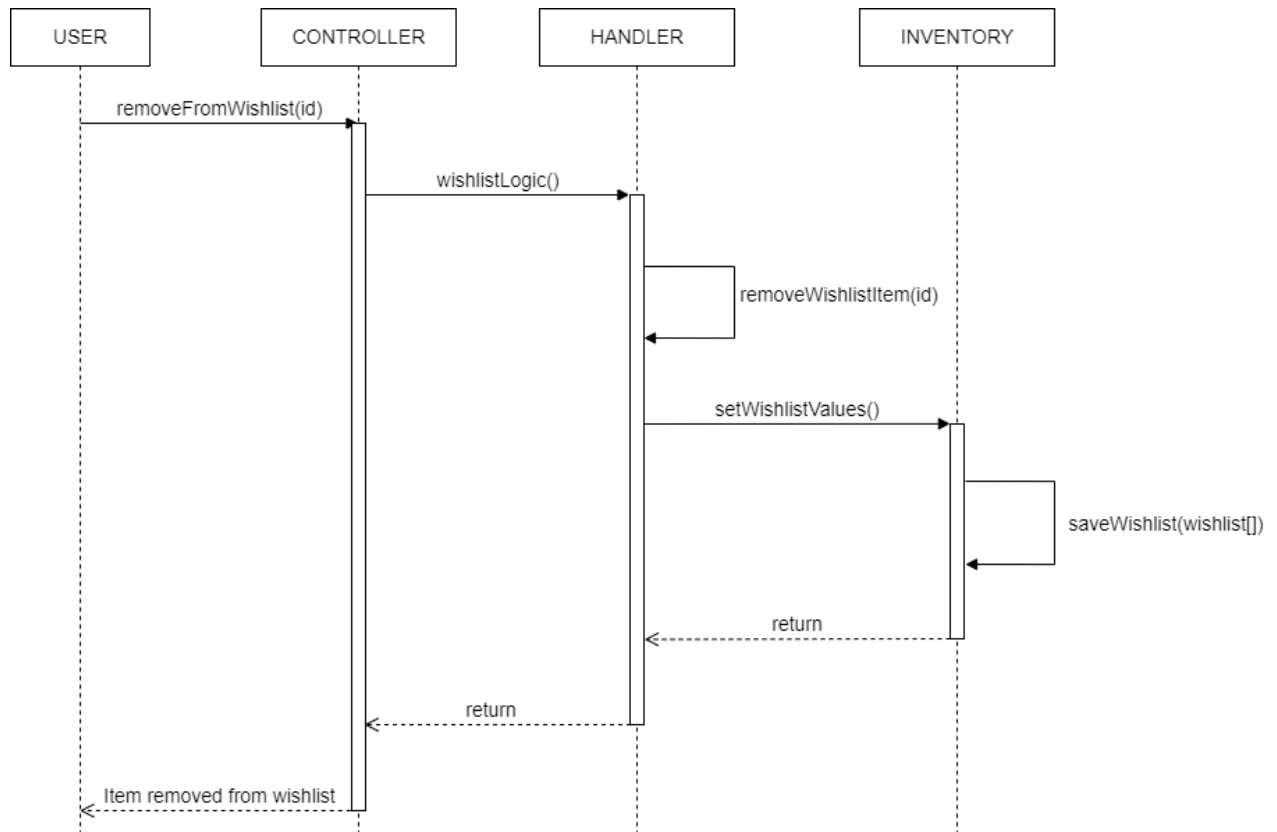 USER
CONTROLLER
HANDLER
INVENTORY
removeFromWishlist(id)
wishlistLogic()
removeWishlistItem(id)
setWishlistValues()
saveWishlist(wishlist[])
return
return
Item removed from wishlist